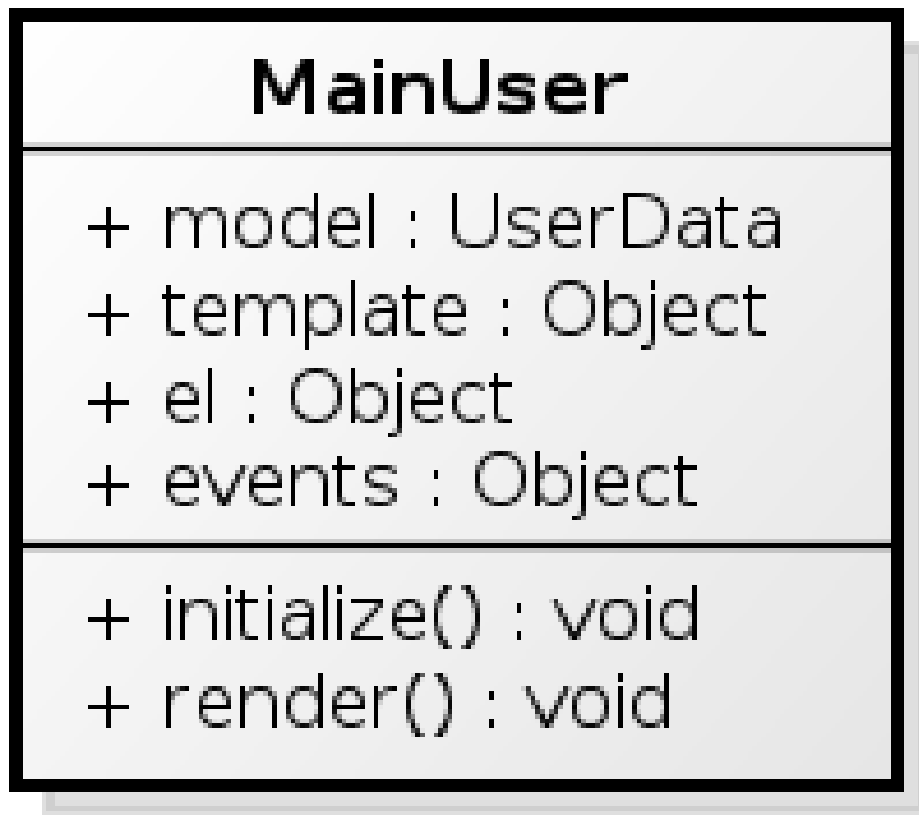 MainUser
+ model : UserData
+ template : Object
+ el : Object
+ events : Object
+ initialize() : void
+ render() : void